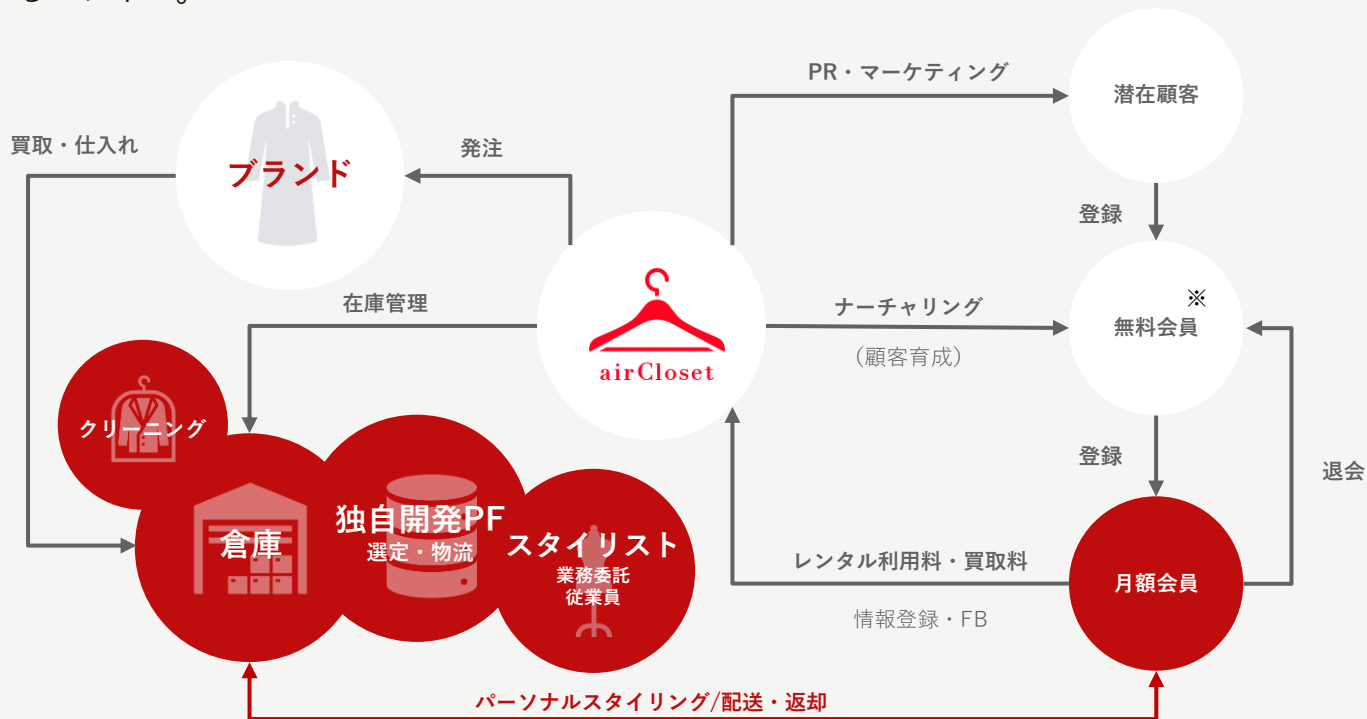 PR・マーケティング
潜在顧客
買取・仕入れ
発注
ブランド
登録
在庫管理
ナーチャリング
(顧客育成)
※
無料会員
airCloset
クリーニング
登録
退会
独自開発PF
選定・物流
倉庫
スタイリスト
業務委託
従業員
レンタル利用料・買取料
情報登録・FB
月額会員
パーソナルスタイリング/配送・返却